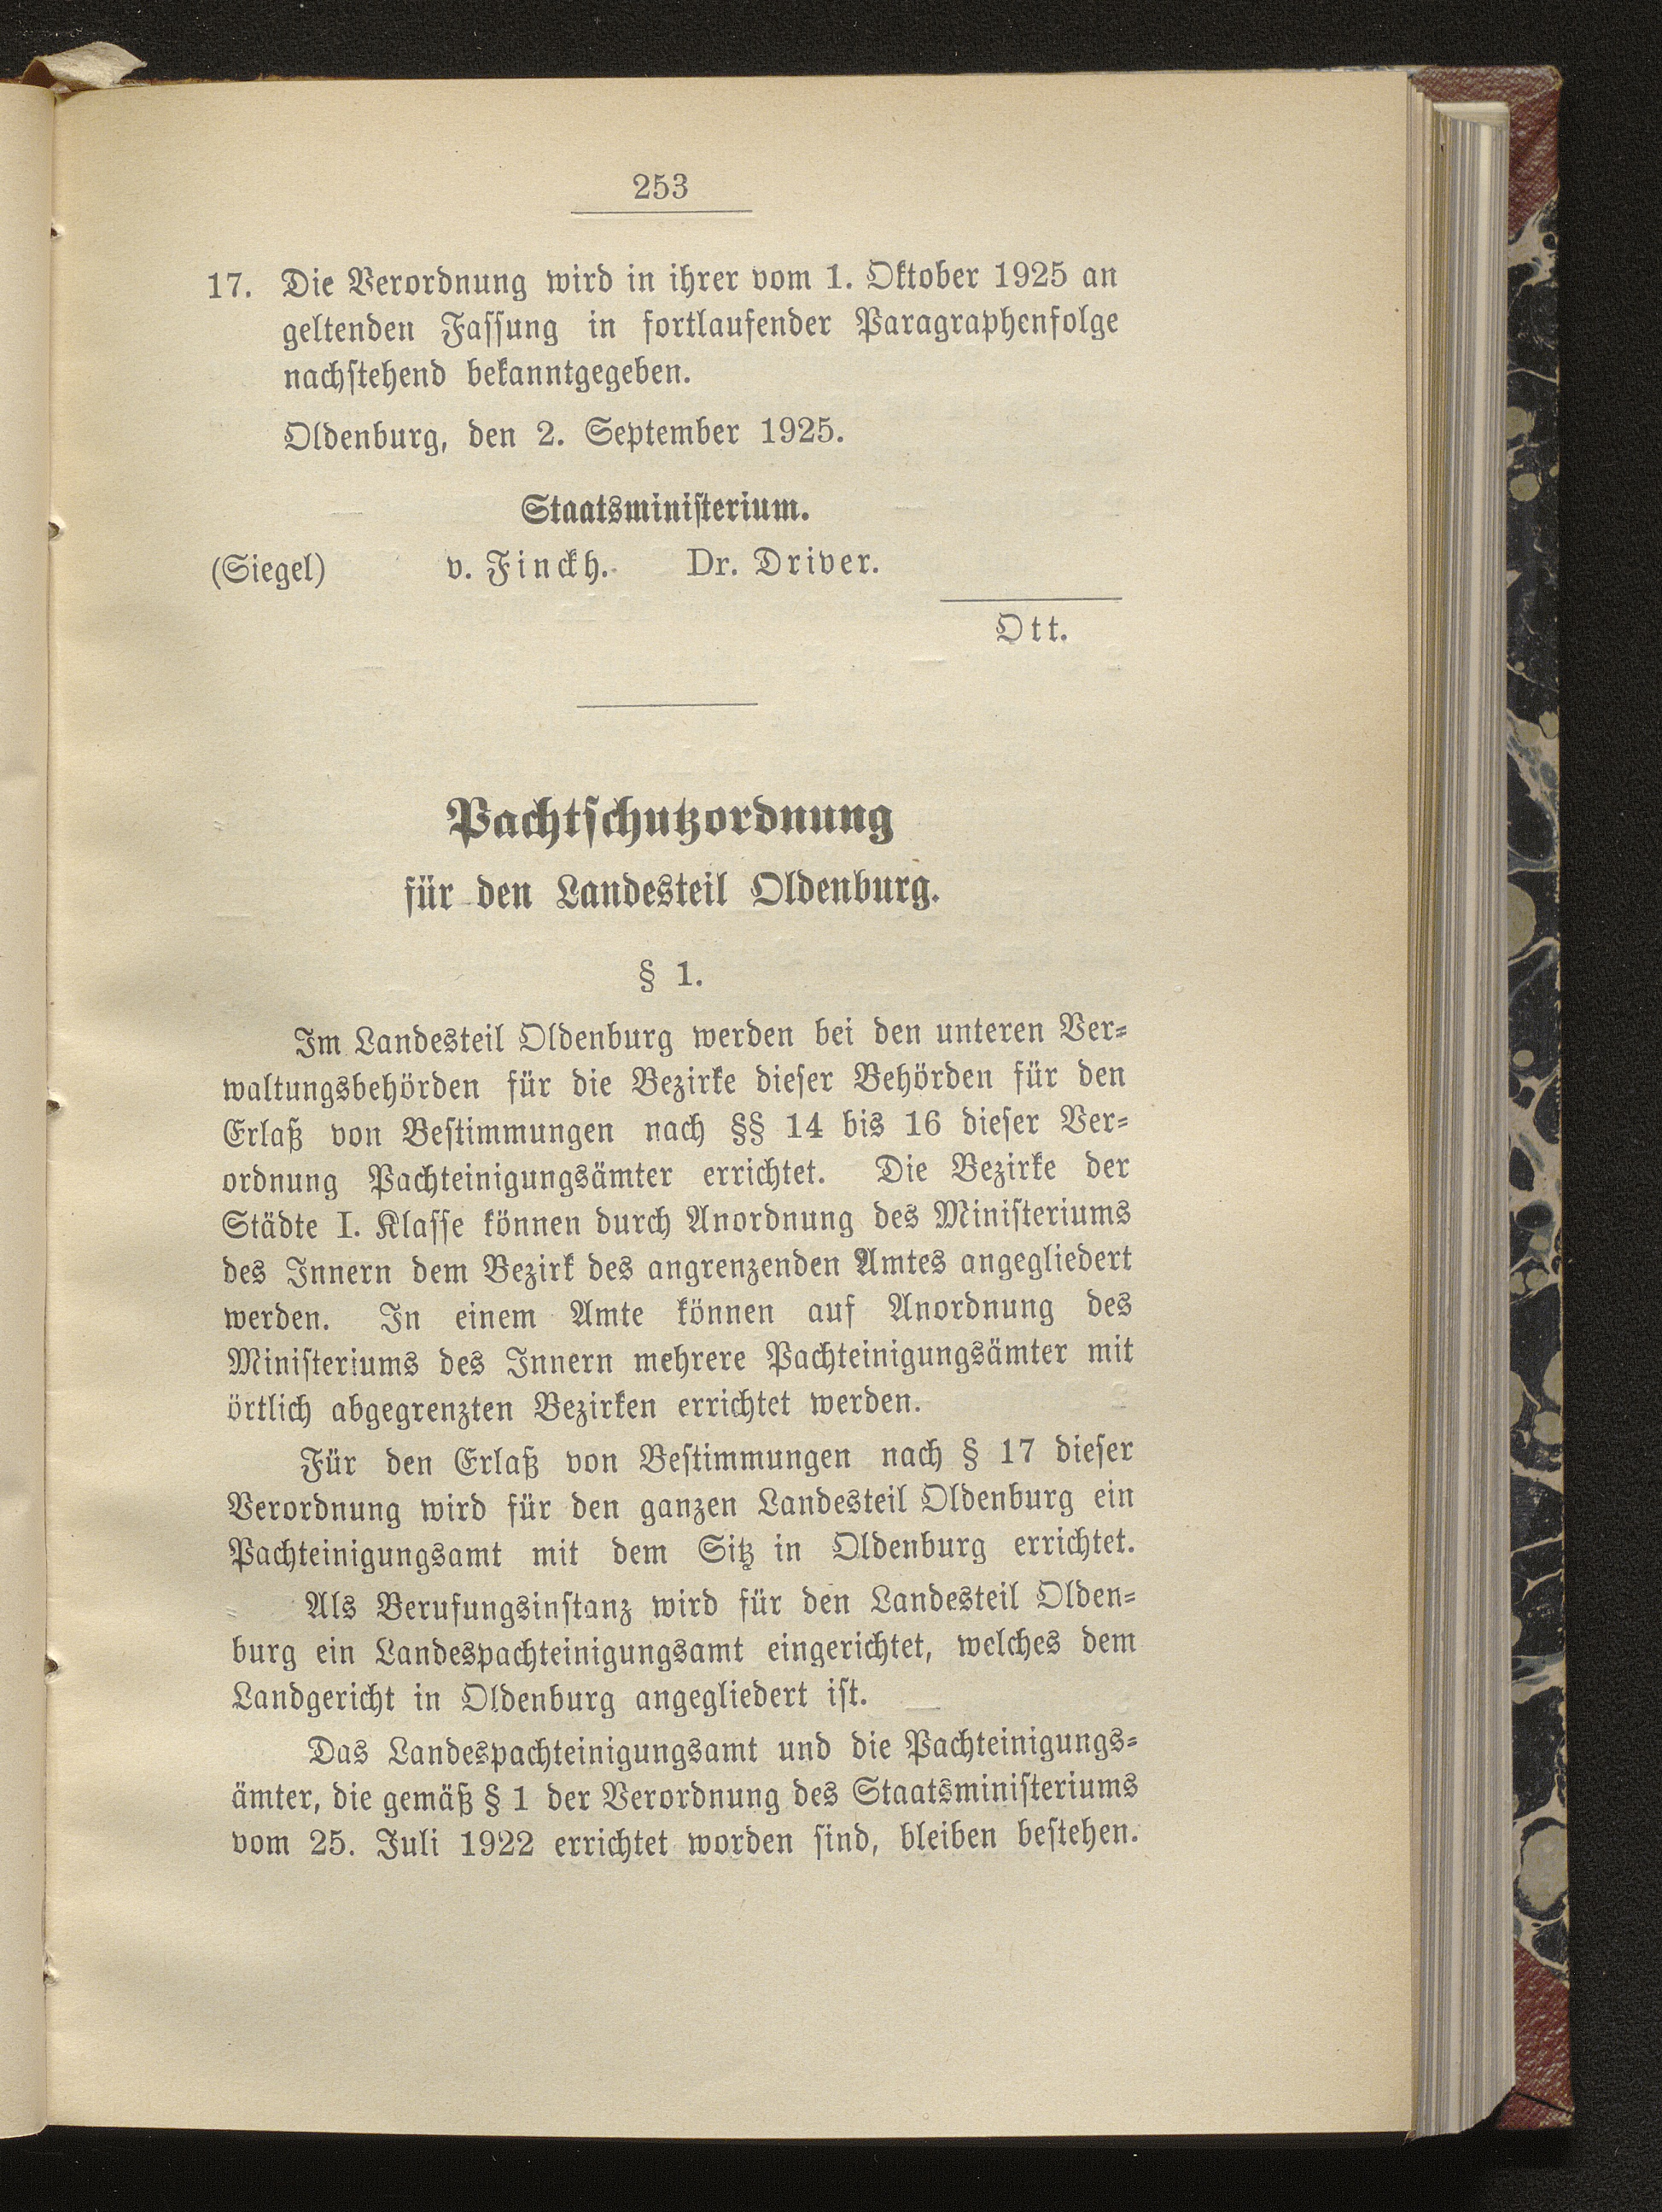 253
17. Die Verordnung wird in ihrer vom 1. Oktober 1925 an
geltenden Fassung in fortlaufender Paragraphenfolge
nachstehend bekanntgegeben.
Oldenburg, den 2. September 1925.
Staatsministerium.
(Siegel) v. Finckh. Dr. Driver.
Ott.
Pachtschutzordnung
für den Landesteil Oldenburg.
§ 1.
Im Landesteil Oldenburg werden bei den unteren Ver-
waltungsbehörden für die Bezirke dieser Behörden für den
Erlaß von Bestimmungen nach §§ 14 bis 16 dieser Ver-
ordnung Pachteinigungsämter errichtet. Die Bezirke der
Städte I. Klasse können durch Anordnung des Ministeriums
des Innern dem Bezirk des angrenzenden Amtes angegliedert
werden. In einem Amte können auf Anordnung des
Ministeriums des Innern mehrere Pachteinigungsämter mit
örtlich abgegrenzten Bezirken errichtet werden.
Für den Erlaß von Bestimmungen nach § 17 dieser
Verordnung wird für den ganzen Landesteil Oldenburg ein
Pachteinigungsamt mit dem Sitz in Oldenburg errichtet.
Als Berufungsinstanz wird für den Landesteil Olden-
burg ein Landespachteinigungsamt eingerichtet, welches dem
Landgericht in Oldenburg angegliedert ist.
Das Landespachteinigungsamt und die Pachteinigungs-
ämter, die gemäß § 1 der Verordnung des Staatsministeriums
vom 25. Juli 1922 errichtet worden sind, bleiben bestehen.